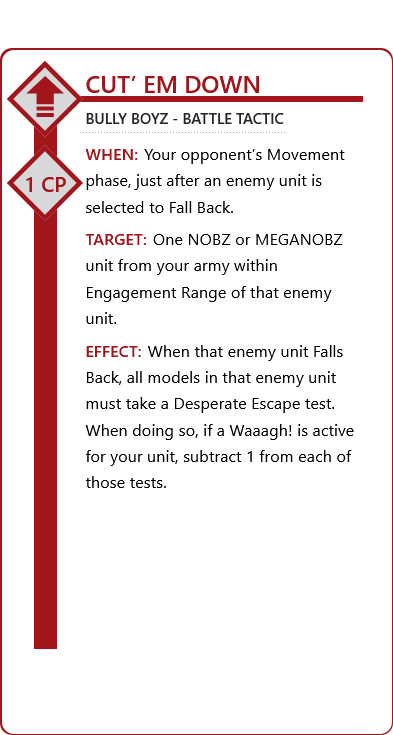 CUT’ EM DOWN
BULLY BOYZ - BATTLE TACTIC
1 CP
WHEN: Your opponent’s Movement
phase, just after an enemy unit is
selected to Fall Back.
TARGET: One NOBZ or MEGANOBZ
unit from your army within
Engagement Range of that enemy
unit.
EFFECT: When that enemy unit Falls
Back, all models in that enemy unit
must take a Desperate Escape test.
When doing so, if a Waaagh! is active
for your unit, subtract 1 from each of
those tests.